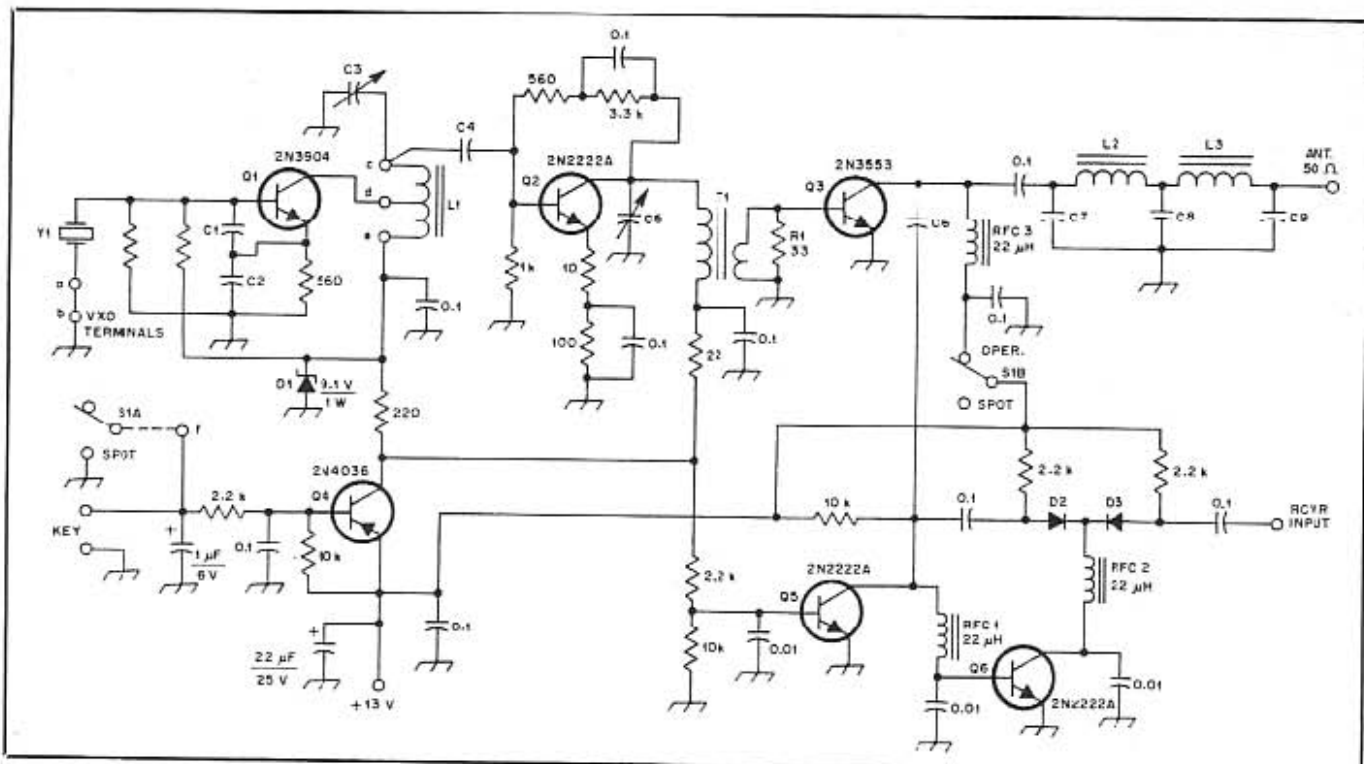 C3
0.1
560
3.3 k
C4
2N3904
Q1
c
d
L1
e
2N2222A
Q2
C6
T1
2N3553
Q3
0.1
L2
L3
ANT.
50 Ω
Y1
C1
C2
560
C7
C8
C9
RFC 3
22 μH
R1
33
1k
10
a
b
VXO
TERMINALS
0.1
100
0.1
0.1
22
0.1
OPER.
S1B
SPOT
D1
9.1 V
1 W
220
S1A
f
SPOT
2N4036
2.2 k
Q4
2.2 k
2.2 k
10 k
0.1
D2
D3
0.1
RCVR
INPUT
KEY
1 μF
6 V
0.1
10k
2.2k
2N2222A
Q5
RFC 2
22 μH
0.1
22 μF
25 V
+13 V
10k
0.01
RFC 1
22 μH
Q6
0.01
2N2222A
0.01